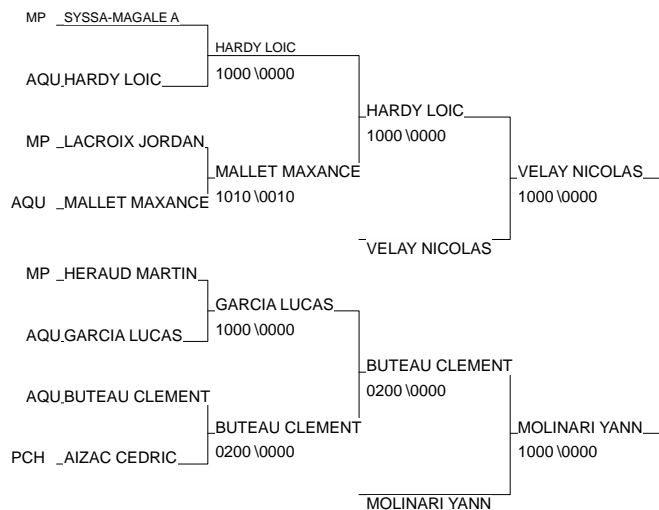 MP SYSSA-MAGALE A
HARDY LOIC
1000 \0000
AQU HARDY LOIC
HARDY LOIC
1000 \0000
MP LACROIX JORDAN
MALLET MAXANCE
1010 \0010
AQU MALLET MAXANCE
VELAY NICOLAS
1000 \0000
VELAY NICOLAS
MP HERAUD MARTIN
GARCIA LUCAS
1000 \0000
AQU GARCIA LUCAS
BUTEAU CLEMENT
0200 \0000
AQU BUTEAU CLEMENT
BUTEAU CLEMENT
0200 \0000
PCH AIZAC CEDRIC
MOLINARI YANN
1000 \0000
MOLINARI YANN